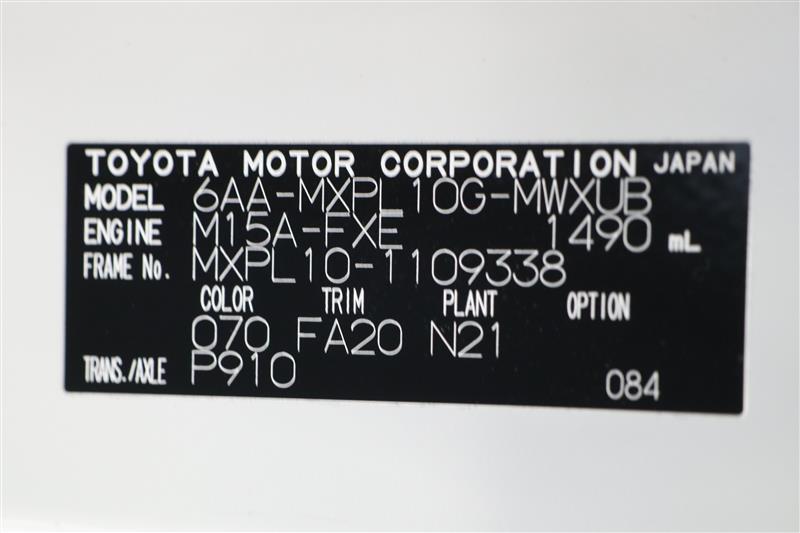 TOYOTA MOTOR CORPORATION JAPAN
MODEL 6AA-MXPL10G-MWXUB
ENGINE M15A-FXE 1490 mL
FRAME No. MXPL10-1109338
COLOR TRIM PLANT OPTION
070 FA20 N21
TRANS./AXLE P910 084